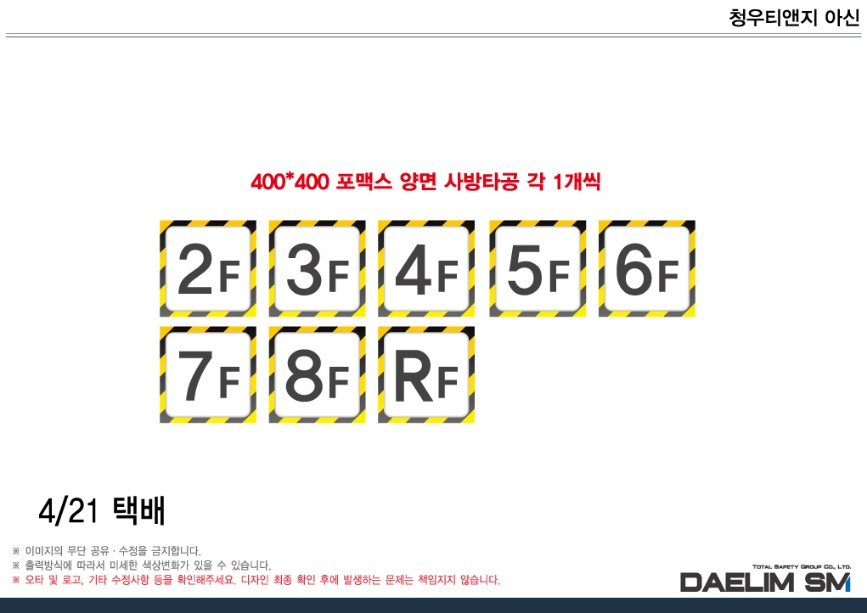 청우티앤지 아신
400*400 포맥스 양면 사방타공 각 1개씩
2F 3F 4F 5F 6F
7F 8F RF
4/21 택배
※ 이미지의 무단 공유·수정을 금지합니다.
※ 출력방식에 따라서 미세한 색상변화가 있을 수 있습니다.
※ 오타 및 로고, 기타 수정사항 등을 확인해주세요. 디자인 최종 확인 후에 발생하는 문제는 책임지지 않습니다.
TOTAL SAFETY GROUP CO., LTD.
DAELIM SM